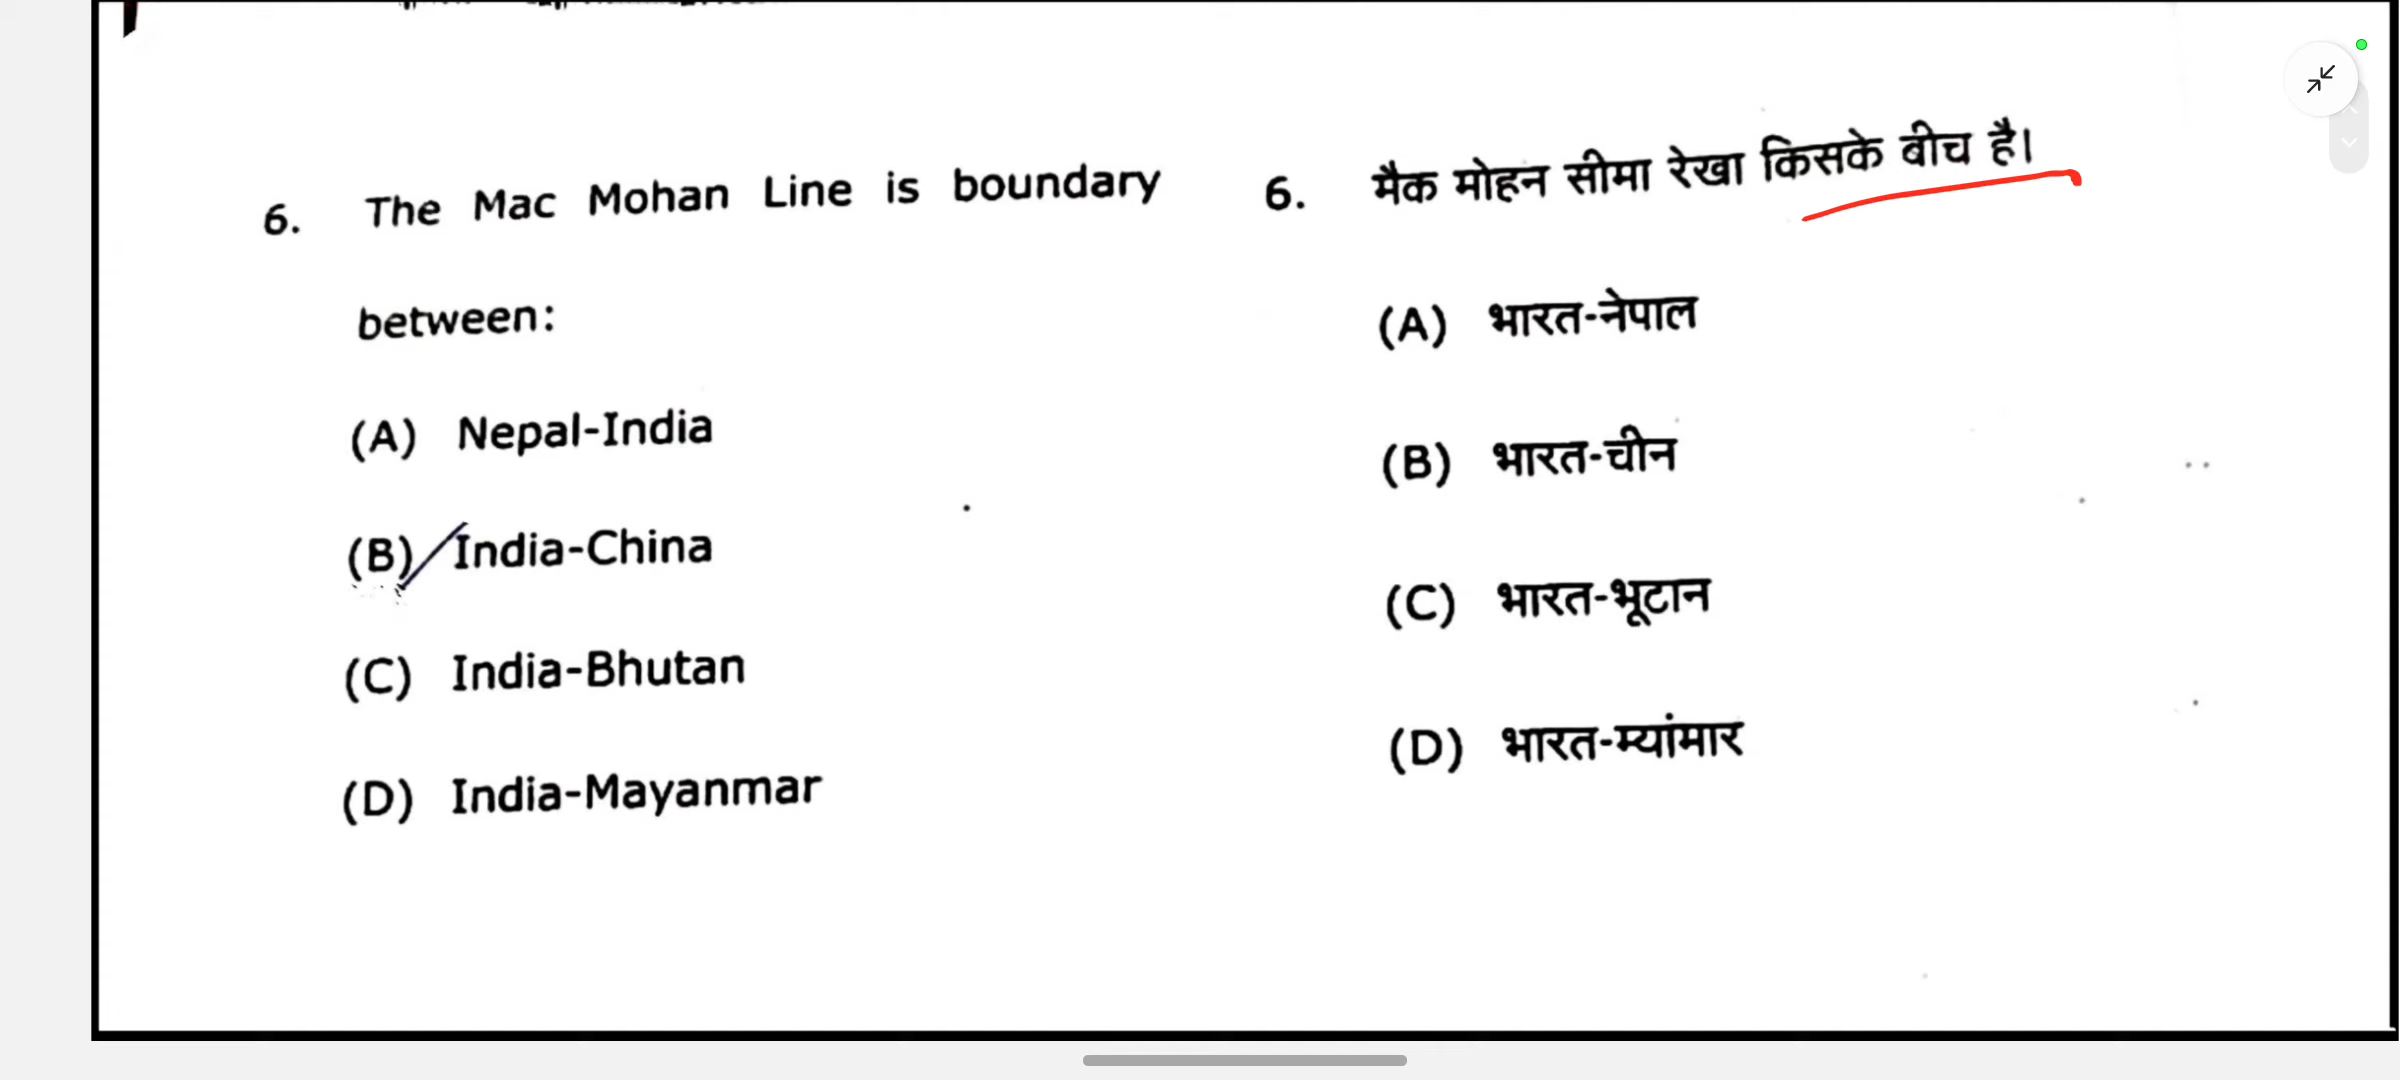 6. The Mac Mohan Line is boundary
between:
(A) Nepal-India
(B) India-China
(C) India-Bhutan
(D) India-Mayanmar
6. मैक मोहन सीमा रेखा किसके बीच है।
(A) भारत-नेपाल
(B) भारत-चीन
(C) भारत-भूटान
(D) भारत-म्यांमार